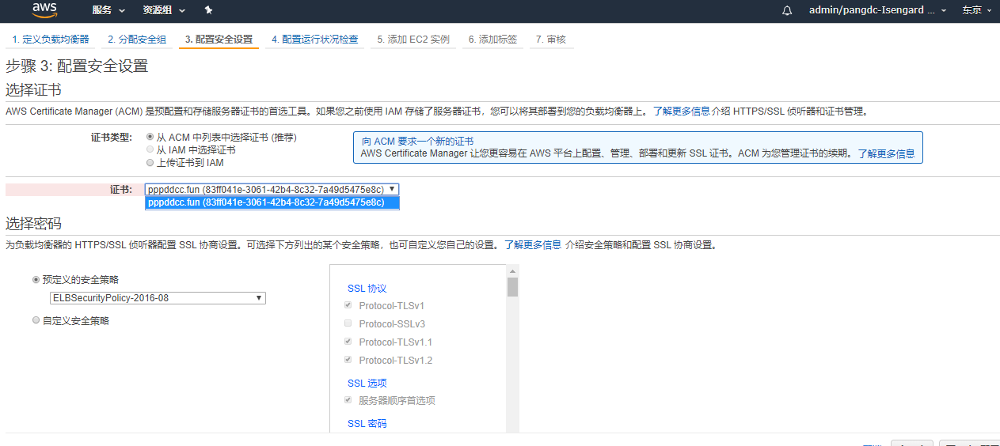 aws 服务 资源组 admin/pangdc-Isengard ... 东京
1. 定义负载均衡器 2. 分配安全组 3. 配置安全设置 4. 配置运行状况检查 5. 添加 EC2 实例 6. 添加标签 7. 审核
步骤 3: 配置安全设置
选择证书
AWS Certificate Manager (ACM) 是预配置和存储服务器证书的首选工具。如果您之前使用 IAM 存储了服务器证书，您可以将其部署到您的负载均衡器上。 了解更多信息 介绍 HTTPS/SSL 侦听器和证书管理。
证书类型: 从 ACM 中列表中选择证书 (推荐)
从 IAM 中选择证书
上传证书到 IAM
向 ACM 要求一个新的证书
AWS Certificate Manager 让您更容易在 AWS 平台上配置、管理、部署和更新 SSL 证书。ACM 为您管理证书的续期。 了解更多信息
证书: pppddcc.fun (83ff041e-3061-42b4-8c32-7a49d5475e8c)
pppddcc.fun (83ff041e-3061-42b4-8c32-7a49d5475e8c)
选择密码
为负载均衡器的 HTTPS/SSL 侦听器配置 SSL 协商设置。可选择下方列出的某个安全策略，也可自定义您自己的设置。 了解更多信息 介绍安全策略和配置 SSL 协商设置。
预定义的安全策略
ELBSecurityPolicy-2016-08
自定义安全策略
SSL 协议
Protocol-TLSv1
Protocol-SSLv3
Protocol-TLSv1.1
Protocol-TLSv1.2
SSL 选项
服务器顺序首选项
SSL 密码